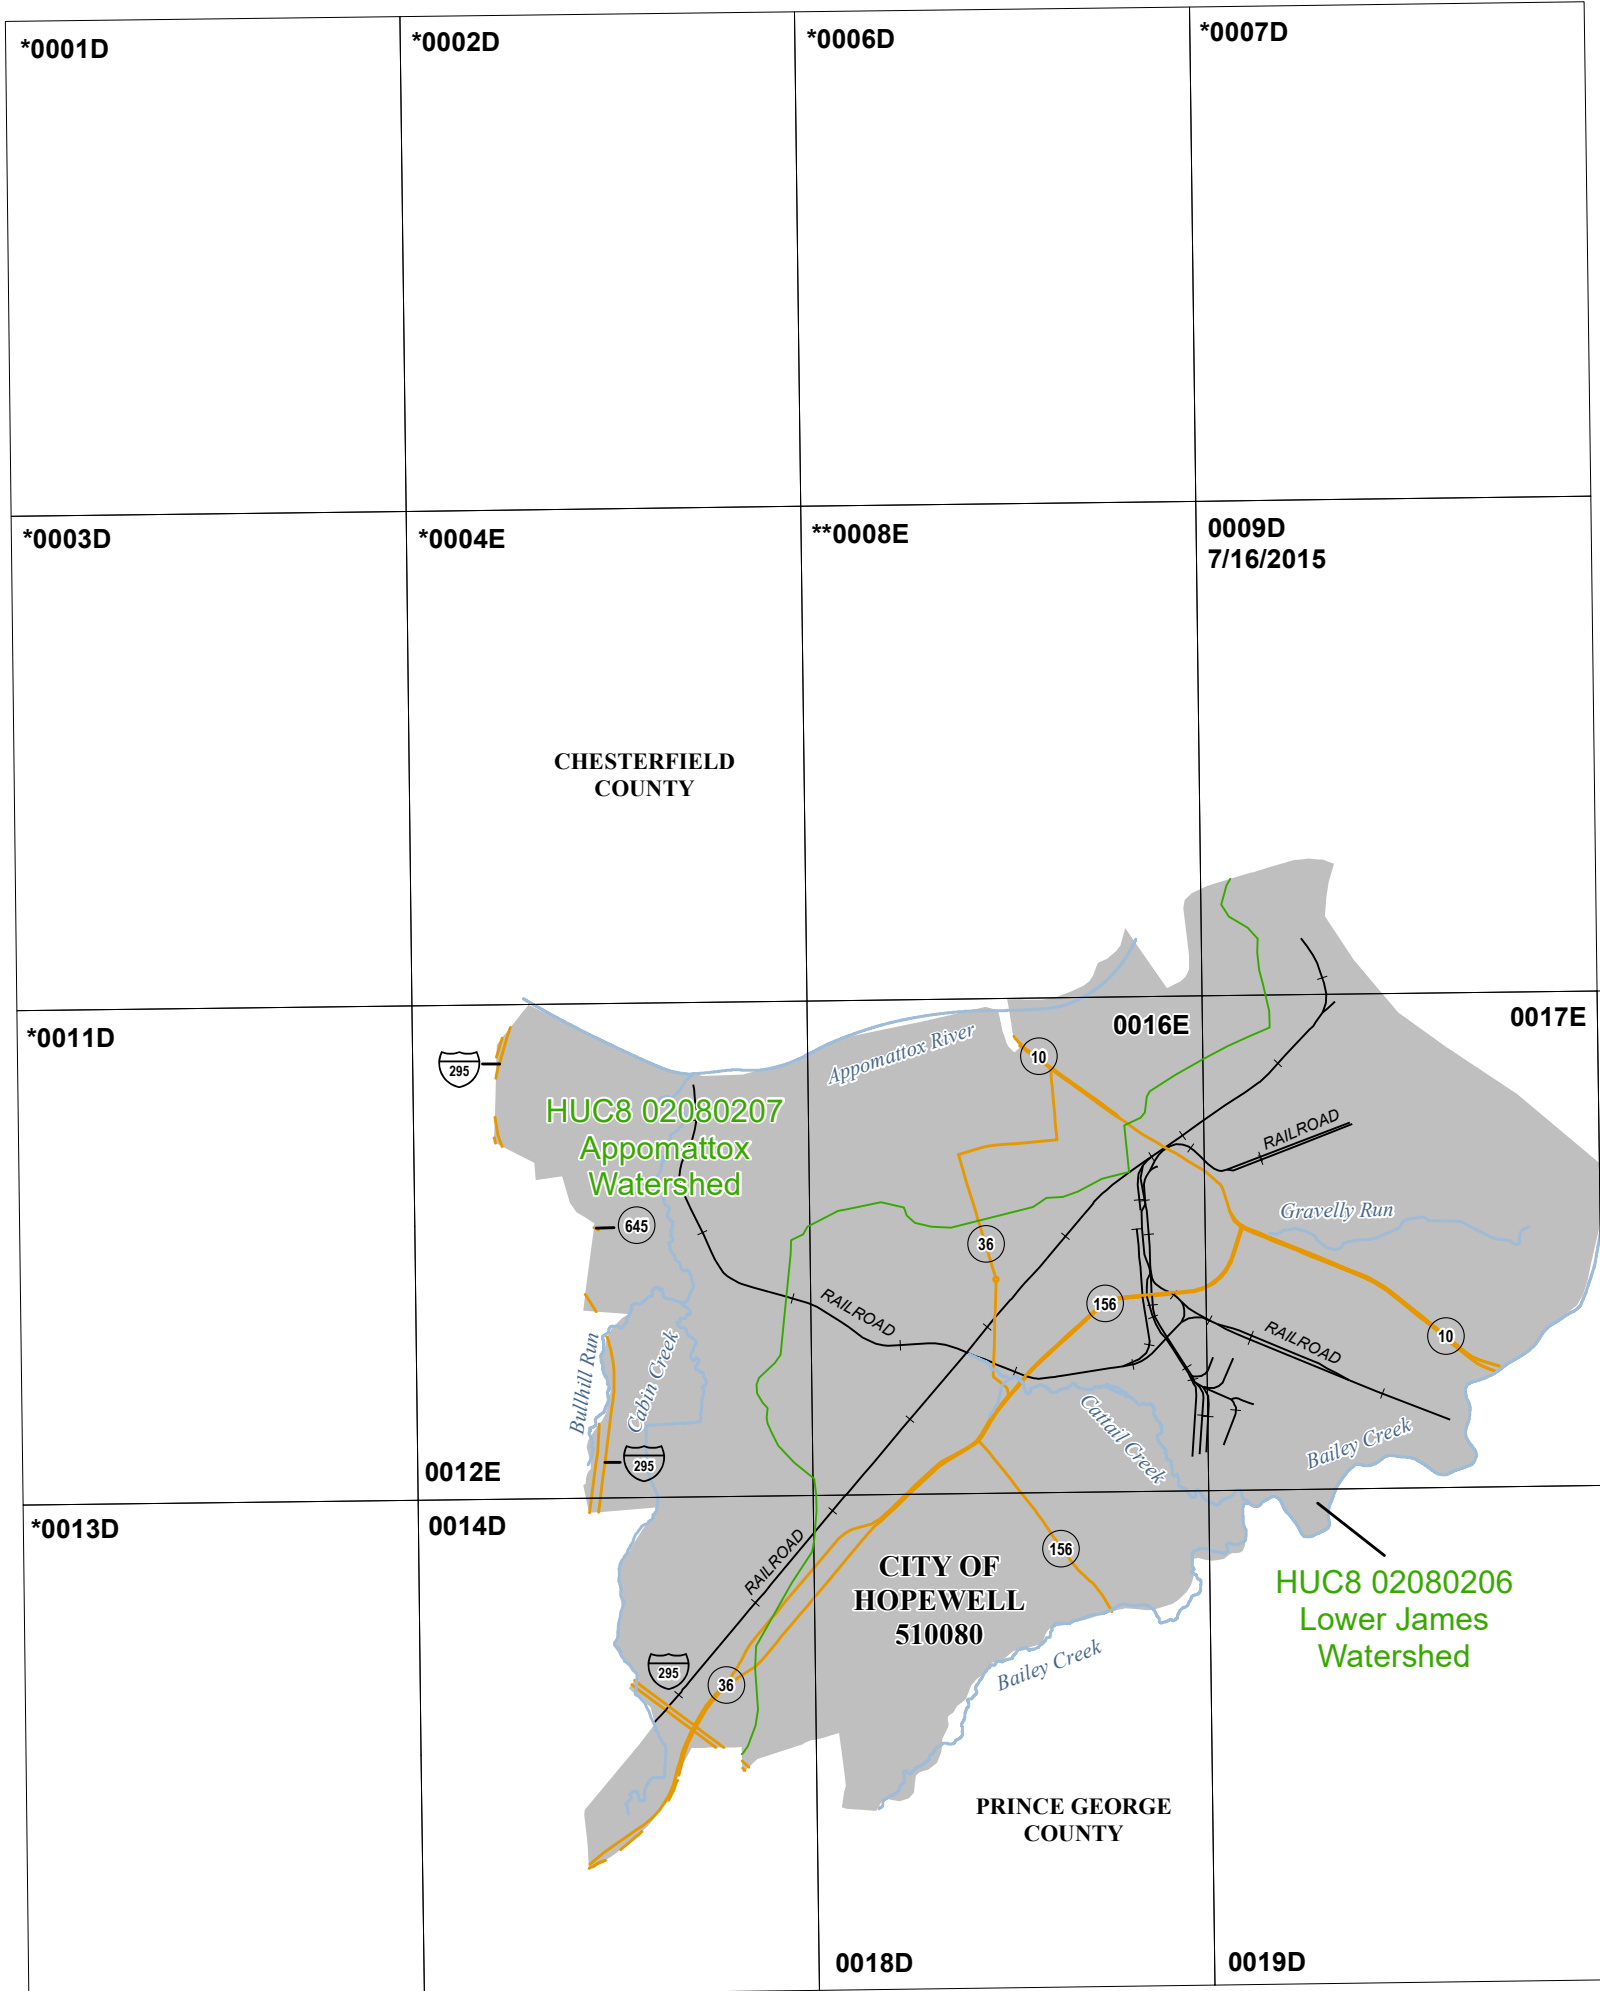 *0001D
*0002D
*0006D
*0007D
*0003D
*0004E
**0008E
0009D
7/16/2015
CHESTERFIELD
COUNTY
*0011D
0016E
0017E
Appomattox River
10
295
HUC8 02080207
Appomattox
Watershed
RAILROAD
645
Gravelly Run
36
156
RAILROAD
RAILROAD
10
Bullhill Run
Cabin Creek
Cattail Creek
Bailey Creek
295
0012E
*0013D
0014D
RAILROAD
156
CITY OF
HOPEWELL
510080
HUC8 02080206
Lower James
Watershed
295
36
Bailey Creek
PRINCE GEORGE
COUNTY
0018D
0019D